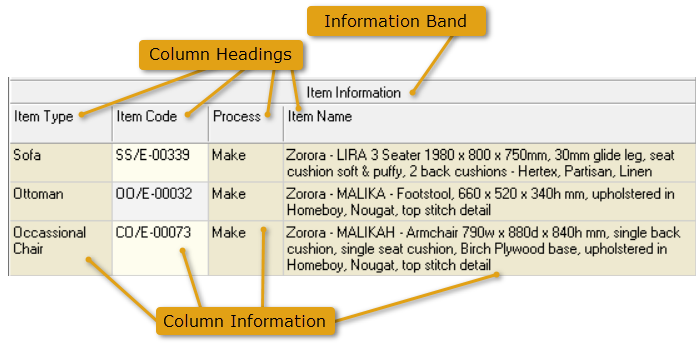 Information Band
Column Headings
Item Information
Item Type Item Code Process Item Name
Sofa SS/E-00339 Make Zorora - LIRA 3 Seater 1980 x 800 x 750mm, 30mm glide leg, seat
cushion soft & puffy, 2 back cushions - Hertex, Partisan, Linen
Ottoman OO/E-00032 Make Zorora - MALIKA - Footstool, 660 x 520 x 340h mm, upholstered in
Homeboy, Nougat, top stitch detail
Occassional CO/E-00073 Make Zorora - MALIKAH - Armchair 790w x 880d x 840h mm, single back
Chair cushion, single seat cushion, Birch Plywood base, upholstered in
Homeboy, Nougat, top stitch detail
Column Information